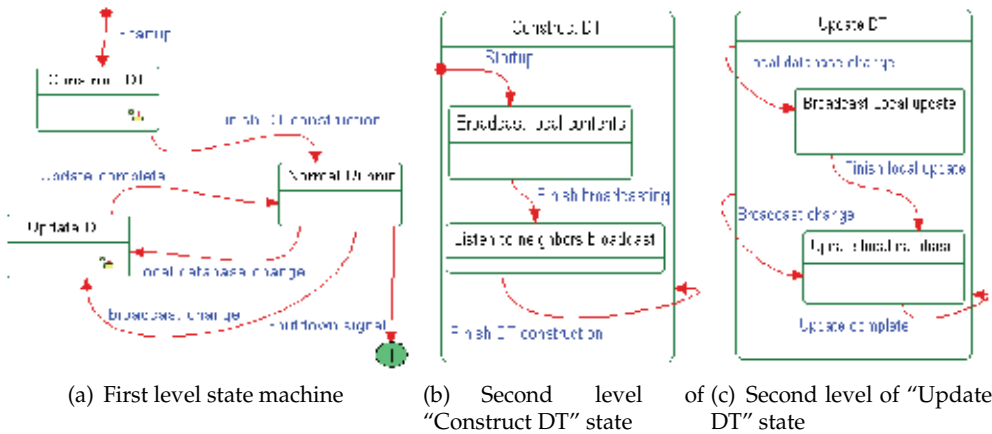 Startup
Construct DT
Finish DT construction
Update complete
Normal Runnin
Update D
Local database change
Broadcast change
Shutdown signal
(a) First level state machine
Construct DT
Startup
Broadcast local contents
Finish broadcasting
Listen to neighbors broadcast
Finish DT construction
(b) Second level of
"Construct DT" state
Update DT
Local database change
Broadcast Local update
Finish local update
Broadcast change
Update local database
Update complete
(c) Second level of "Update
DT" state